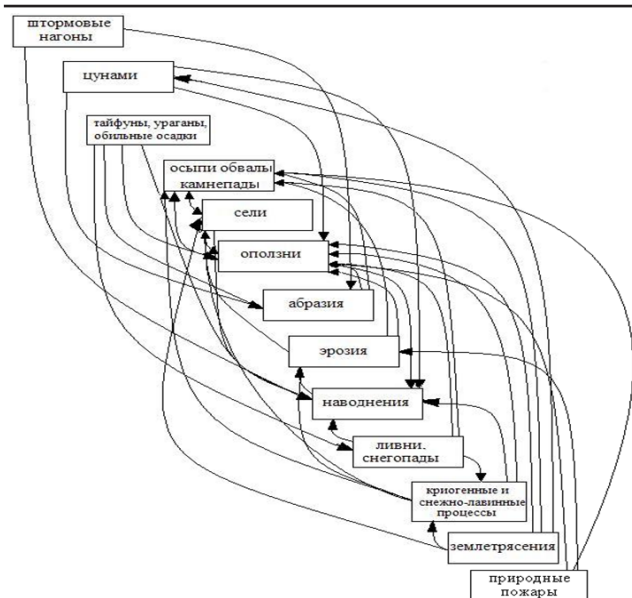 штормовые
нагоны
цунами
тайфуны, ураганы,
обильные осадки
осыпи обвалы
камнепады
сели
оползни
абразия
эрозия
наводнения
ливни.
снегопады
криогенные и
снежно-лавинные
процессы
землетрясения
природные
пожары